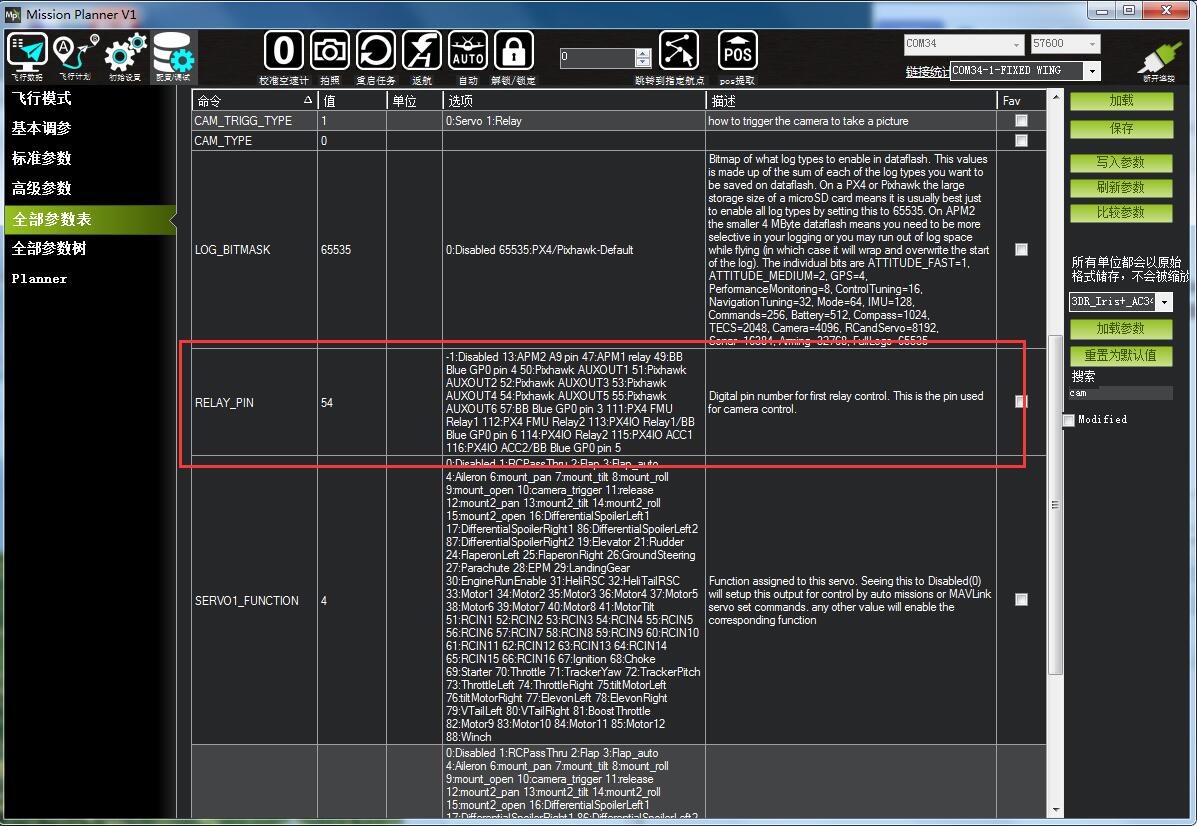 Mission Planner V1
飞行数据
飞行计划
初始设置
配置/调试
校准空速计
拍照
重启任务
返航
AUTO
自动
解锁/锁定
0
跳转到指定航点
POS
pos提取
COM34
57600
链接统计
COM34-1-FIXED WING
断开连接
飞行模式
基本调参
标准参数
高级参数
全部参数表
全部参数树
Planner
命令 值 单位 选项 描述 Fav
CAM_TRIGG_TYPE 1 0:Servo 1:Relay how to trigger the camera to take a picture
CAM_TYPE 0
LOG_BITMASK 65535 0:Disabled 65535:PX4/Pixhawk-Default
Bitmap of what log types to enable in dataflash. This values
is made up of the sum of each of the log types you want to
be saved on dataflash. On a PX4 or Pixhawk the large
storage size of a microSD card means it is usually best just
to enable all log types by setting this to 65535. On APM2
the smaller 4 MByte dataflash means you need to be more
selective in your logging or you may run out of log space
while flying (in which case it will wrap and overwrite the start
of the log). The individual bits are ATTITUDE_FAST=1,
ATTITUDE_MEDIUM=2, GPS=4,
PerformanceMonitoring=8, ControlTuning=16,
NavigationTuning=32, Mode=64, IMU=128,
Commands=256, Battery=512, Compass=1024,
TECS=2048, Camera=4096, RCandServo=8192,
Sonar=16384, Arming=32768, FullLogs=65535
RELAY_PIN 54
-1:Disabled 13:APM2 A9 pin 47:APM1 relay 49:BB
Blue GP0 pin 4 50:Pixhawk AUXOUT1 51:Pixhawk
AUXOUT2 52:Pixhawk AUXOUT3 53:Pixhawk
AUXOUT4 54:Pixhawk AUXOUT5 55:Pixhawk
AUXOUT6 57:BB Blue GP0 pin 3 111:PX4 FMU
Relay1 112:PX4 FMU Relay2 113:PX4IO Relay1/BB
Blue GP0 pin 6 114:PX4IO Relay2 115:PX4IO ACC1
116:PX4IO ACC2/BB Blue GP0 pin 5
Digital pin number for first relay control. This is the pin used
for camera control.
SERVO1_FUNCTION 4
0:Disabled 1:RCPassThru 2:Flap 3:Flap_auto
4:Aileron 6:mount_pan 7:mount_tilt 8:mount_roll
9:mount_open 10:camera_trigger 11:release
12:mount2_pan 13:mount2_tilt 14:mount2_roll
15:mount2_open 16:DifferentialSpoilerLeft1
17:DifferentialSpoilerRight1 86:DifferentialSpoilerLeft2
87:DifferentialSpoilerRight2 19:Elevator 21:Rudder
24:FlaperonLeft 25:FlaperonRight 26:GroundSteering
27:Parachute 28:EPM 29:LandingGear
30:EngineRunEnable 31:HeliRSC 32:HeliTailRSC
33:Motor1 34:Motor2 35:Motor3 36:Motor4 37:Motor5
38:Motor6 39:Motor7 40:Motor8 41:MotorTilt
51:RCIN1 52:RCIN2 53:RCIN3 54:RCIN4 55:RCIN5
56:RCIN6 57:RCIN7 58:RCIN8 59:RCIN9 60:RCIN10
61:RCIN11 62:RCIN12 63:RCIN13 64:RCIN14
65:RCIN15 66:RCIN16 67:Ignition 68:Choke
69:Starter 70:Throttle 71:TrackerYaw 72:TrackerPitch
73:ThrottleLeft 74:ThrottleRight 75:tiltMotorLeft
76:tiltMotorRight 77:ElevonLeft 78:ElevonRight
79:VTailLeft 80:VTailRight 81:BoostThrottle
82:Motor9 83:Motor10 84:Motor11 85:Motor12
88:Winch
Function assigned to this servo. Seeing this to Disabled(0)
will setup this output for control by auto missions or MAVLink
servo set commands. any other value will enable the
corresponding function
0:Disabled 1:RCPassThru 2:Flap 3:Flap_auto
4:Aileron 6:mount_pan 7:mount_tilt 8:mount_roll
9:mount_open 10:camera_trigger 11:release
12:mount2_pan 13:mount2_tilt 14:mount2_roll
15:mount2_open 16:DifferentialSpoilerLeft1
17:DifferentialSpoilerRight1 86:DifferentialSpoilerLeft2
加载
保存
写入参数
刷新参数
比较参数
所有单位都会以原始
格式储存，不会被缩放
3DR_Iris+_AC34
加载参数
重置为默认值
搜索
cam
Modified